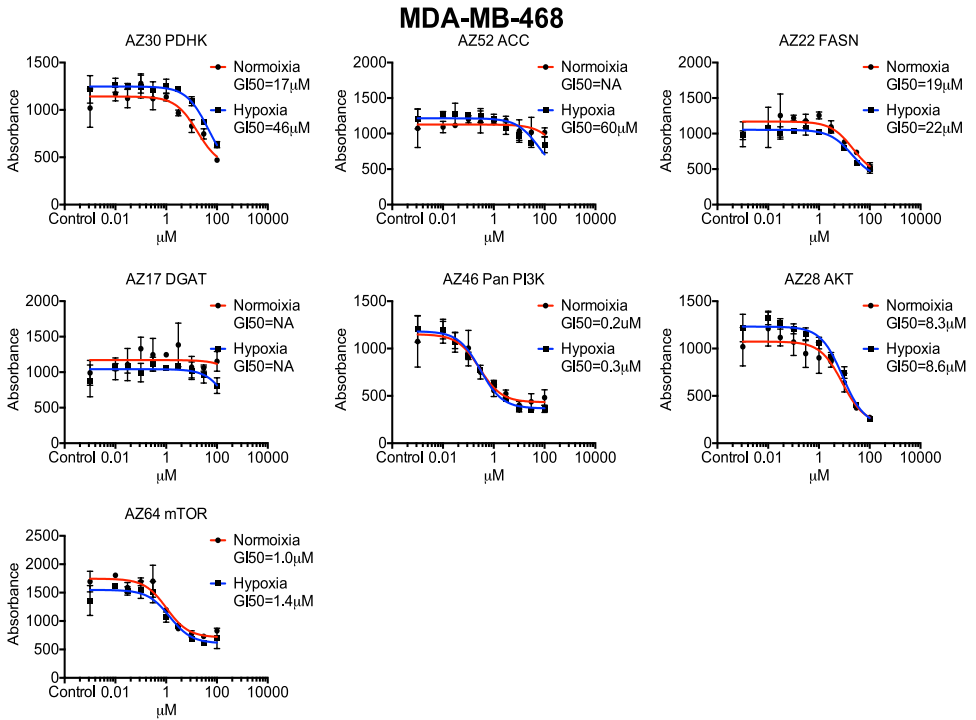 MDA-MB-468
AZ30 PDHK
1500
1000
500
0
Absorbance
Control 0.01 1 100 10000
μM
Normoixia
GI50=17μM
Hypoxia
GI50=46μM
AZ52 ACC
2000
1500
1000
500
0
Absorbance
Control 0.01 1 100 10000
μM
Normoixia
GI50=NA
Hypoxia
GI50=60μM
AZ22 FASN
2000
1500
1000
500
0
Absorbance
Control 0.01 1 100 10000
μM
Normoixia
GI50=19μM
Hypoxia
GI50=22μM
AZ17 DGAT
2000
1500
1000
500
0
Absorbance
Control 0.01 1 100 10000
μM
Normoixia
GI50=NA
Hypoxia
GI50=NA
AZ46 Pan PI3K
1500
1000
500
0
Absorbance
Control 0.01 1 100 10000
μM
Normoixia
GI50=0.2uM
Hypoxia
GI50=0.3μM
AZ28 AKT
1500
1000
500
0
Absorbance
Control 0.01 1 100 10000
μM
Normoixia
GI50=8.3μM
Hypoxia
GI50=8.6μM
AZ64 mTOR
2500
2000
1500
1000
500
0
Absorbance
Control 0.01 1 100 10000
μM
Normoixia
GI50=1.0μM
Hypoxia
GI50=1.4μM